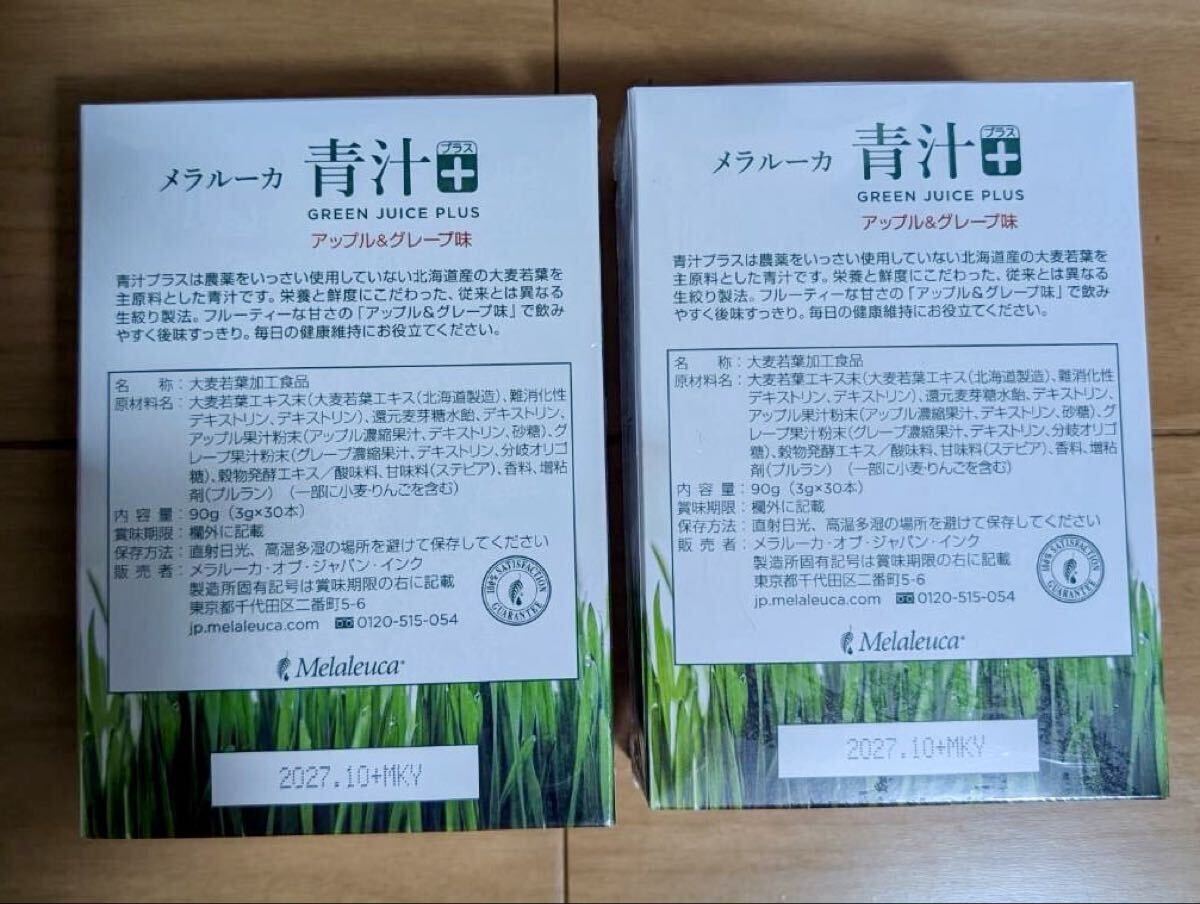 メラルーカ 青汁 プラス
GREEN JUICE PLUS
アップル&グレープ味
青汁プラスは農薬をいっさい使用していない北海道産の大麦若葉を
主原料とした青汁です。栄養と鮮度にこだわった、従来とは異なる
生絞り製法。フルーティーな甘さの「アップル&グレープ味」で飲み
やすく後味すっきり。毎日の健康維持にお役立てください。
名 称:大麦若葉加工食品
原材料名:大麦若葉エキス末(大麦若葉エキス(北海道製造)、難消化性
デキストリン、デキストリン)、還元麦芽糖水飴、デキストリン、
アップル果汁粉末(アップル濃縮果汁、デキストリン、砂糖)、グ
レープ果汁粉末(グレープ濃縮果汁、デキストリン、分岐オリゴ
糖)、穀物発酵エキス/酸味料、甘味料(ステビア)、香料、増粘
剤(プルラン) (一部に小麦・りんごを含む)
内 容 量:90g(3g×30本)
賞味期限:欄外に記載
保存方法:直射日光、高温多湿の場所を避けて保存してください
販 売 者:メラルーカ・オブ・ジャパン・インク
製造所固有記号は賞味期限の右に記載
東京都千代田区二番町5-6
jp.melaleuca.com 0120-515-054
100% SATISFACTION GUARANTEE
Melaleuca
2027.10+MKY
メラルーカ 青汁 プラス
GREEN JUICE PLUS
アップル&グレープ味
青汁プラスは農薬をいっさい使用していない北海道産の大麦若葉を
主原料とした青汁です。栄養と鮮度にこだわった、従来とは異なる
生絞り製法。フルーティーな甘さの「アップル&グレープ味」で飲み
やすく後味すっきり。毎日の健康維持にお役立てください。
名 称:大麦若葉加工食品
原材料名:大麦若葉エキス末(大麦若葉エキス(北海道製造)、難消化性
デキストリン、デキストリン)、還元麦芽糖水飴、デキストリン、
アップル果汁粉末(アップル濃縮果汁、デキストリン、砂糖)、グ
レープ果汁粉末(グレープ濃縮果汁、デキストリン、分岐オリゴ
糖)、穀物発酵エキス/酸味料、甘味料(ステビア)、香料、増粘
剤(プルラン) (一部に小麦・りんごを含む)
内 容 量:90g(3g×30本)
賞味期限:欄外に記載
保存方法:直射日光、高温多湿の場所を避けて保存してください
販 売 者:メラルーカ・オブ・ジャパン・インク
製造所固有記号は賞味期限の右に記載
東京都千代田区二番町5-6
jp.melaleuca.com 0120-515-054
100% SATISFACTION GUARANTEE
Melaleuca
2027.10+MKY